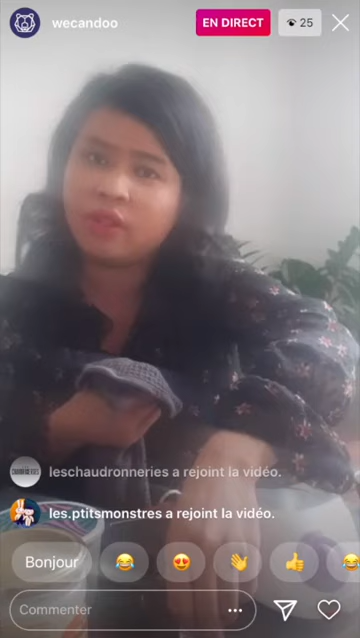 wecandoo
EN DIRECT
25
leschaudronneries a rejoint la vidéo.
les.ptitsmonstres a rejoint la vidéo.
Bonjour
Commenter